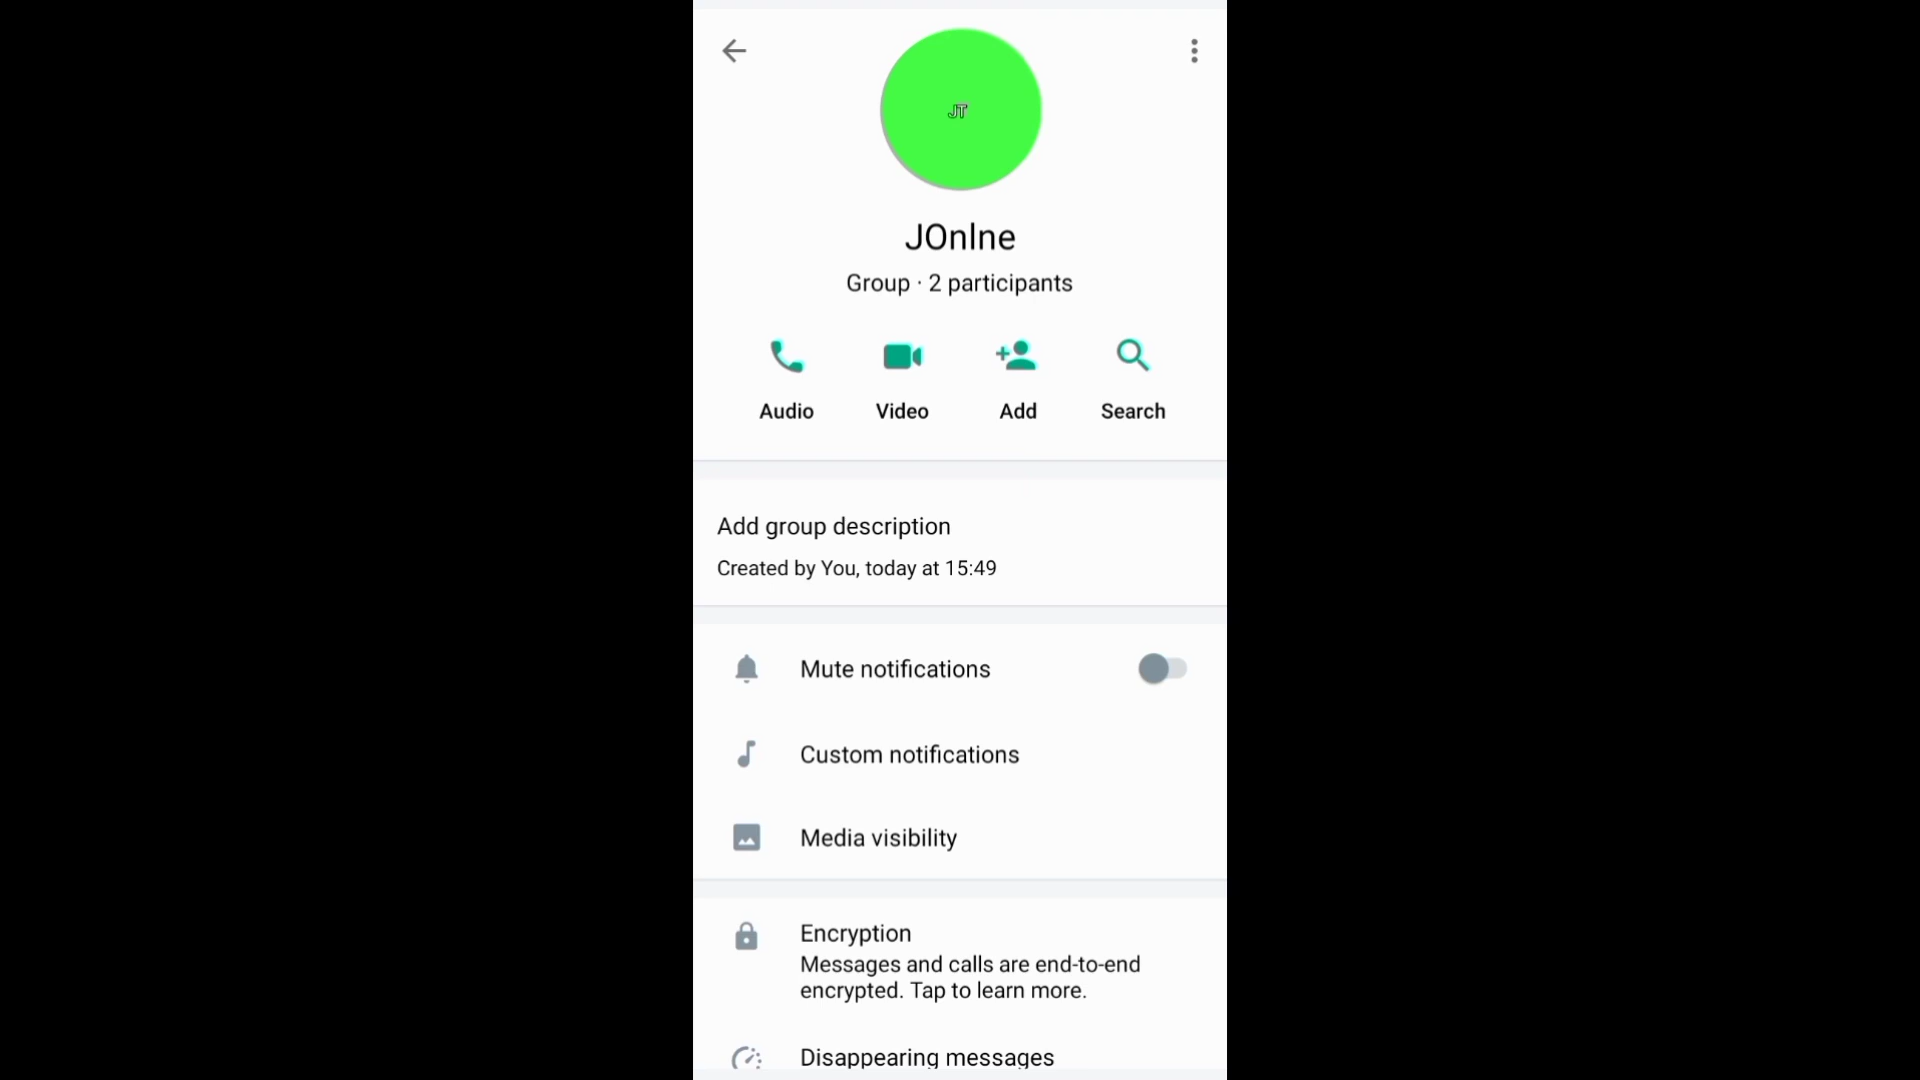 JT
JOnlne
Group · 2 participants
Audio Video Add Search
Add group description
Created by You, today at 15:49
Mute notifications
Custom notifications
Media visibility
Encryption
Messages and calls are end-to-end
encrypted. Tap to learn more.
Disappearing messages